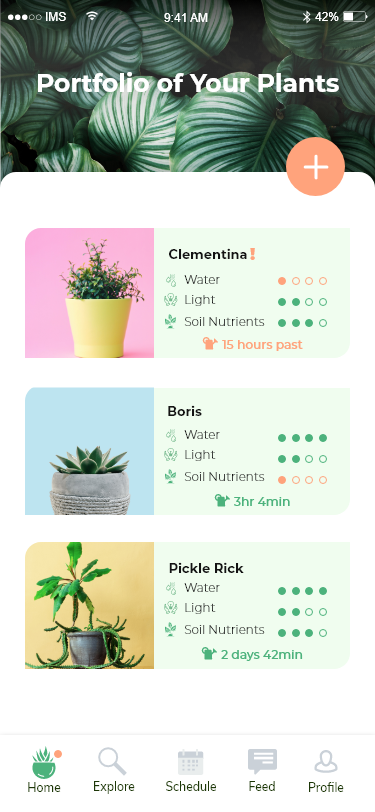 IMS 9:41 AM 42%
Portfolio of Your Plants
Clementina!
Water
Light
Soil Nutrients
15 hours past
Boris
Water
Light
Soil Nutrients
3hr 4min
Pickle Rick
Water
Light
Soil Nutrients
2 days 42min
Home Explore Schedule Feed Profile